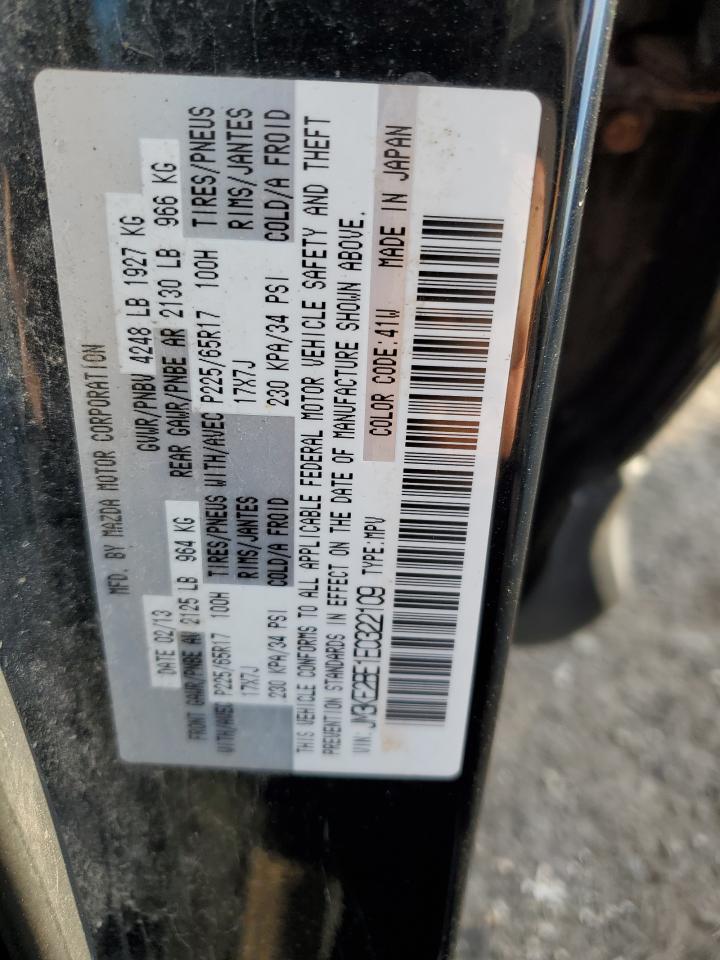 MFD. BY MAZDA MOTOR CORPORATION
DATE 02/13 GVWR/PNBV 4248 LB 1927 KG
FRONT GAWR/PNBE AV 2125 LB 964 KG REAR GAWR/PNBE AR 2130 LB 966 KG
WITH/AVEC P225/65R17 100H TIRES/PNEUS WITH/AVEC P225/65R17 100H TIRES/PNEUS
17X7J RIMS/JANTES 17X7J RIMS/JANTES
230 KPA/34 PSI COLD/A FROID 230 KPA/34 PSI COLD/A FROID
THIS VEHICLE CONFORMS TO ALL APPLICABLE FEDERAL MOTOR VEHICLE SAFETY AND THEFT
PREVENTION STANDARDS IN EFFECT ON THE DATE OF MANUFACTURE SHOWN ABOVE.
VIN: JM3KE2BE1E0322109 TYPE:MPV COLOR CODE:41W MADE IN JAPAN